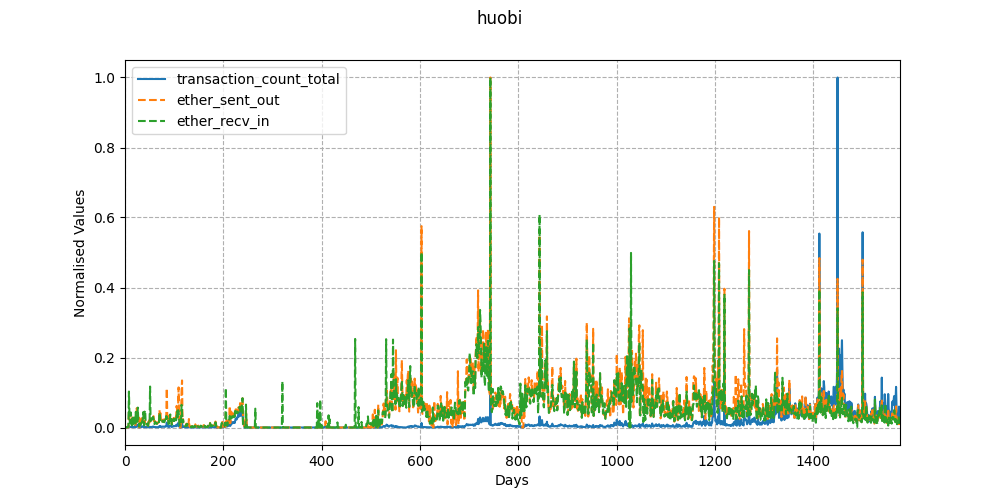 huobi
transaction_count_total
ether_sent_out
ether_recv_in
Normalised Values
1.0
0.8
0.6
0.4
0.2
0.0
0 200 400 600 800 1000 1200 1400
Days